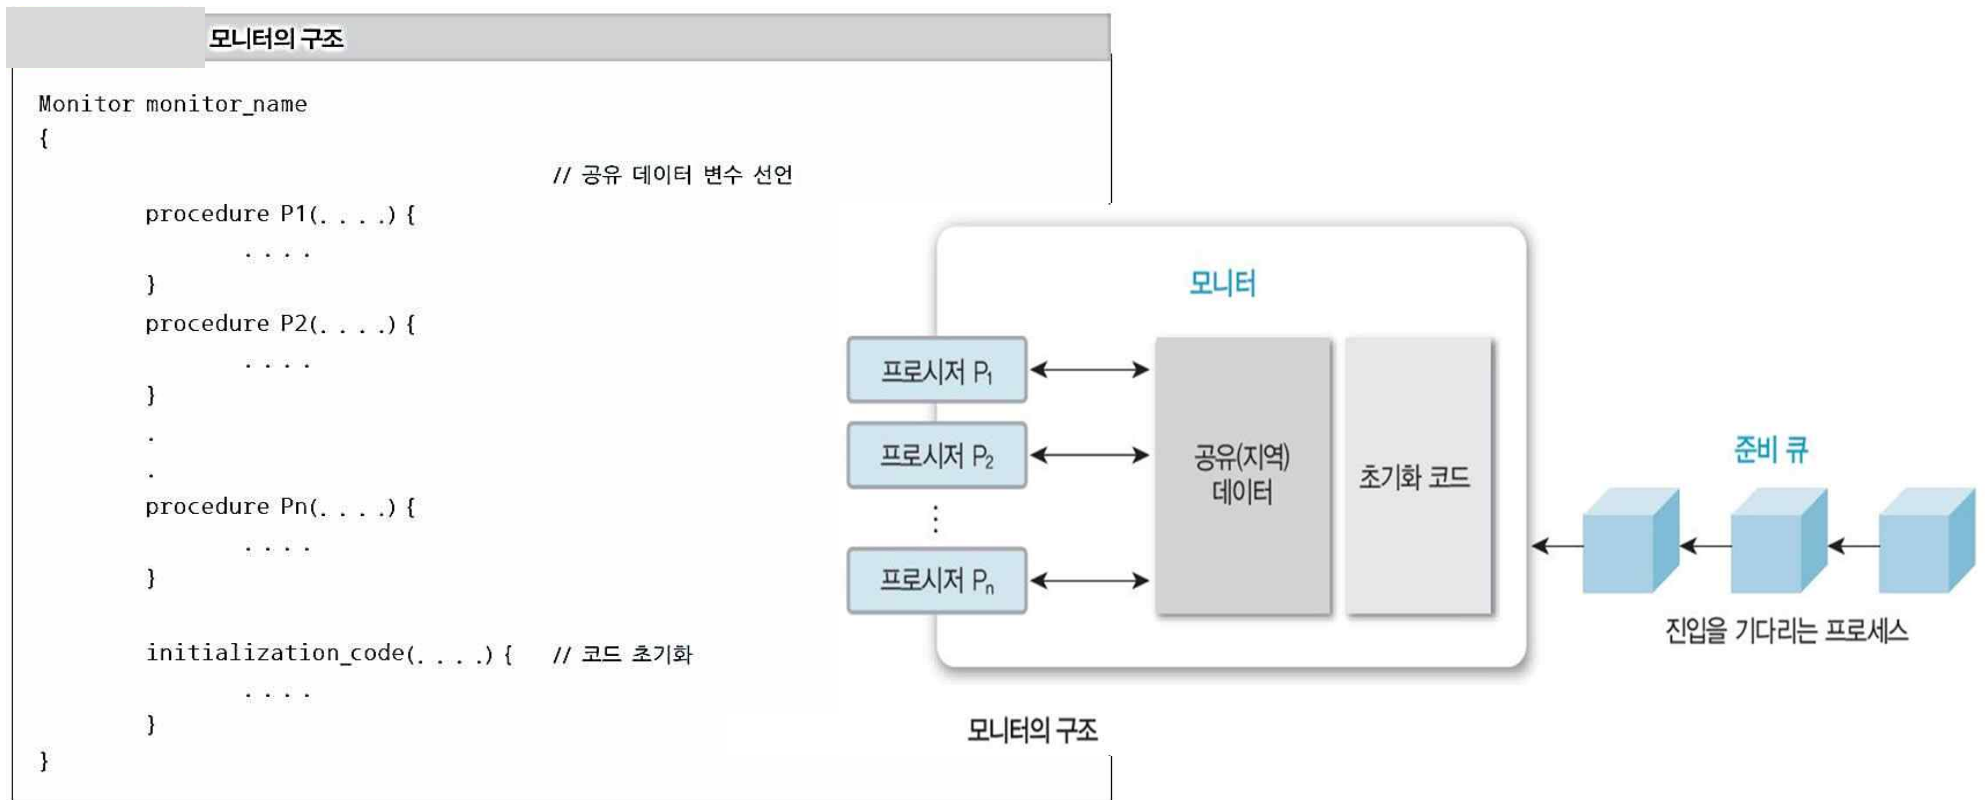 모니터의 구조
Monitor monitor_name
{
// 공유 데이터 변수 선언
procedure P1(. . . .) {
. . . .
}
procedure P2(. . . .) {
. . . .
}
.
.
procedure Pn(. . . .) {
. . . .
}
initialization_code(. . . .) { // 코드 초기화
. . . .
}
}
모니터
프로시저 P1
프로시저 P2
⋮
프로시저 Pn
공유(지역)
데이터
초기화 코드
준비 큐
진입을 기다리는 프로세스
모니터의 구조